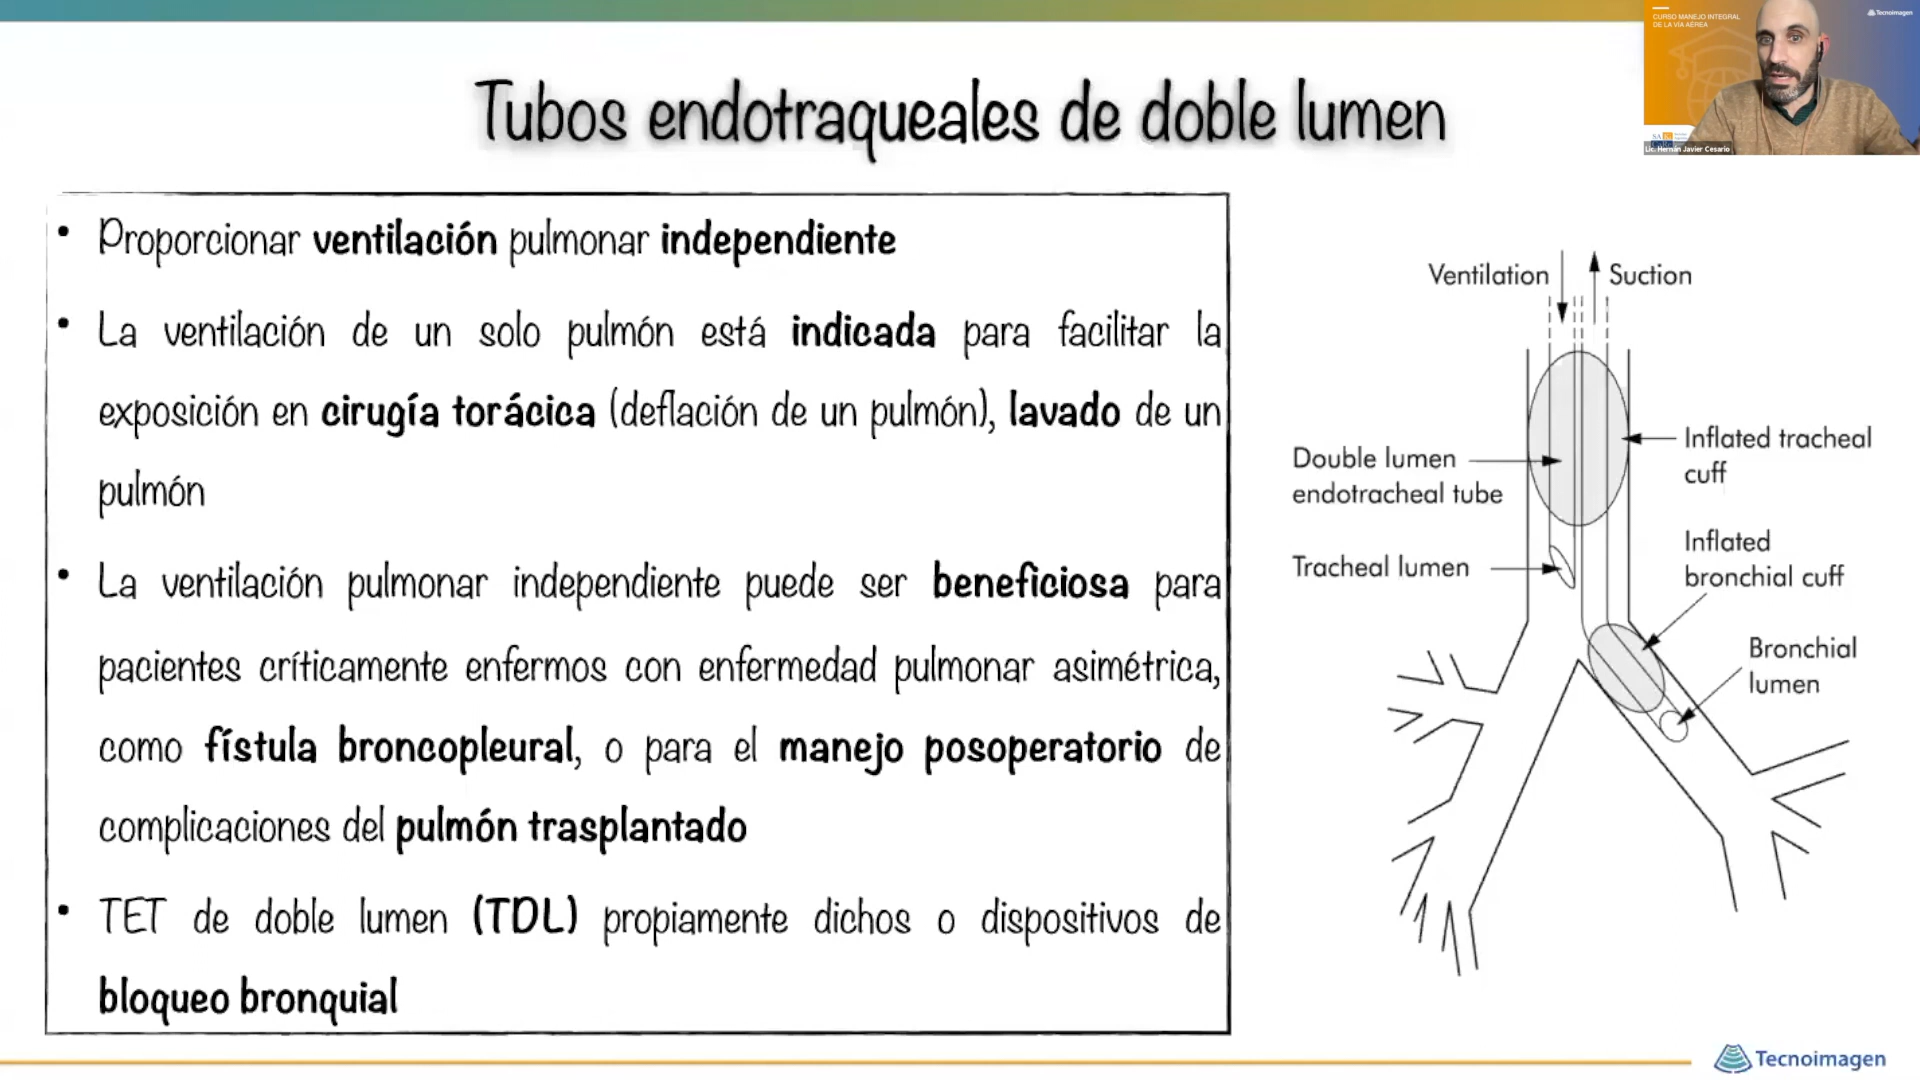 CURSO MANEJO INTEGRAL
DE LA VÍA AÉREA
Tecnoimagen
Lic. Hernán Javier Cesario
Tubos endotraqueales de doble lumen
• Proporcionar ventilación pulmonar independiente
• La ventilación de un solo pulmón está indicada para facilitar la
exposición en cirugía torácica (deflación de un pulmón), lavado de un
pulmón
• La ventilación pulmonar independiente puede ser beneficiosa para
pacientes críticamente enfermos con enfermedad pulmonar asimétrica,
como fístula broncopleural, o para el manejo posoperatorio de
complicaciones del pulmón trasplantado
• TET de doble lumen (TDL) propiamente dichos o dispositivos de
bloqueo bronquial
Ventilation
Suction
Inflated tracheal
cuff
Double lumen
endotracheal tube
Inflated
bronchial cuff
Tracheal lumen
Bronchial
lumen
Tecnoimagen